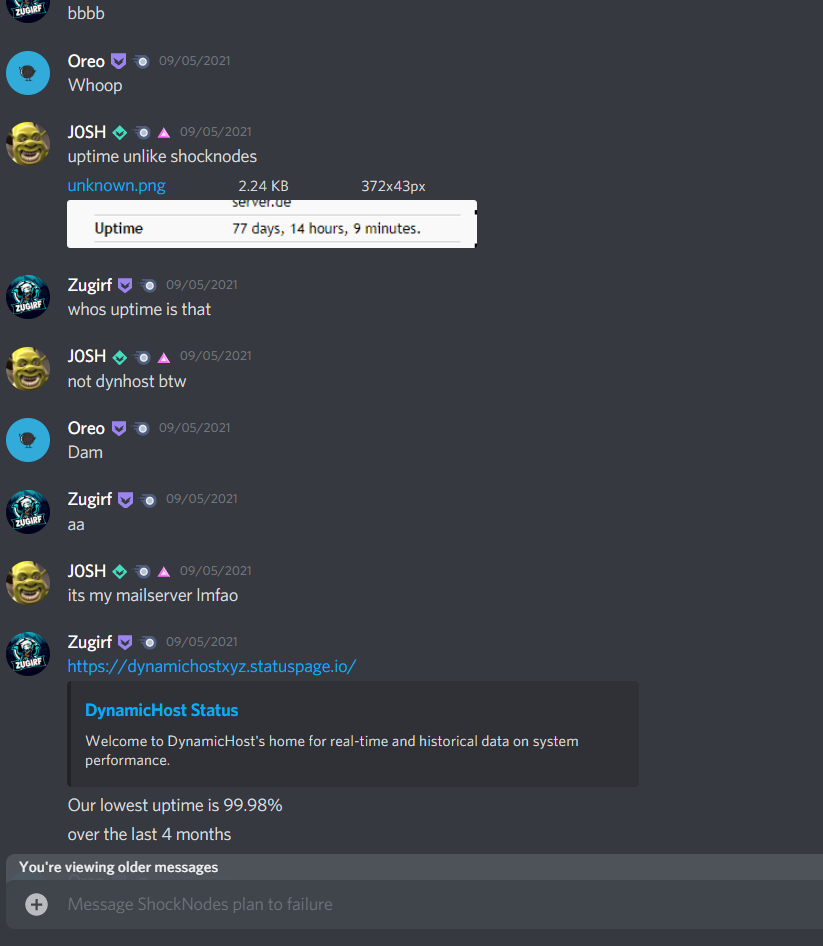 ZUGIRF
bbbb
Oreo 09/05/2021
Whoop
J0SH 09/05/2021
uptime unlike shocknodes
unknown.png 2.24 KB 372x43px
server.de
Uptime 77 days, 14 hours, 9 minutes.
Zugirf 09/05/2021
ZUGIRF
whos uptime is that
J0SH 09/05/2021
not dynhost btw
Oreo 09/05/2021
Dam
Zugirf 09/05/2021
ZUGIRF
aa
J0SH 09/05/2021
its my mailserver lmfao
Zugirf 09/05/2021
ZUGIRF
https://dynamichostxyz.statuspage.io/
DynamicHost Status
Welcome to DynamicHost's home for real-time and historical data on system
performance.
Our lowest uptime is 99.98%
over the last 4 months
You're viewing older messages
Message ShockNodes plan to failure